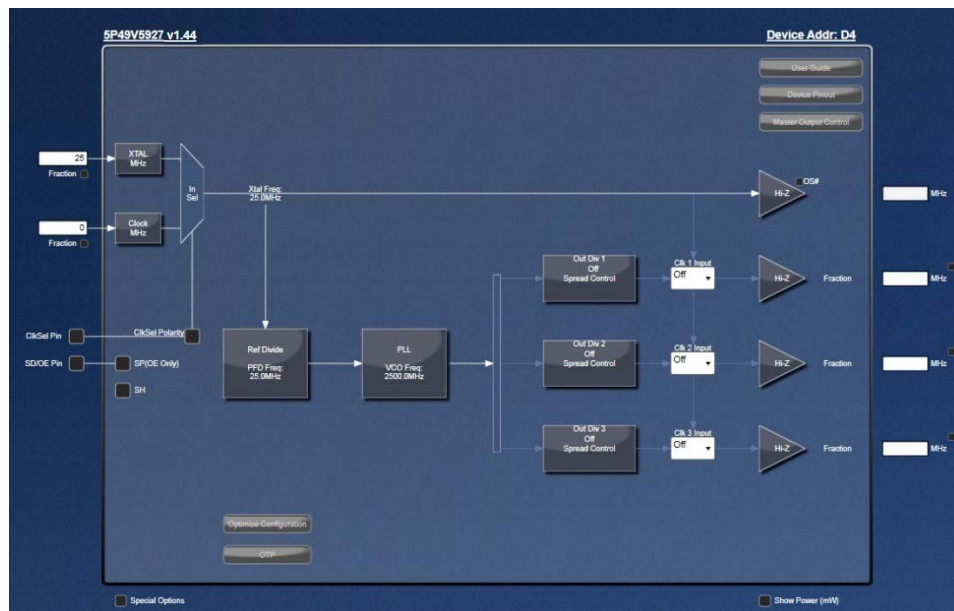 5P49V5927 v1.44
Device Addr: D4
User Guide
Device Pinout
Master Output Control
25
XTAL
MHz
Fraction
In
Sel
Xtal Freq:
25.0MHz
Hi-Z
OS#
MHz
0
Clock
MHz
Fraction
Out Div 1
Off
Spread Control
Clk 1 Input
Off
Hi-Z
Fraction
MHz
ClkSel Pin
ClkSel Polarity
SD/OE Pin
SP(OE Only)
SH
Ref Divide
PFD Freq:
25.0MHz
PLL
VCO Freq:
2500.0MHz
Out Div 2
Off
Spread Control
Clk 2 Input
Off
Hi-Z
Fraction
MHz
Out Div 3
Off
Spread Control
Clk 3 Input
Off
Hi-Z
Fraction
MHz
Optimize Configuration
OTP
Special Options
Show Power (mW)